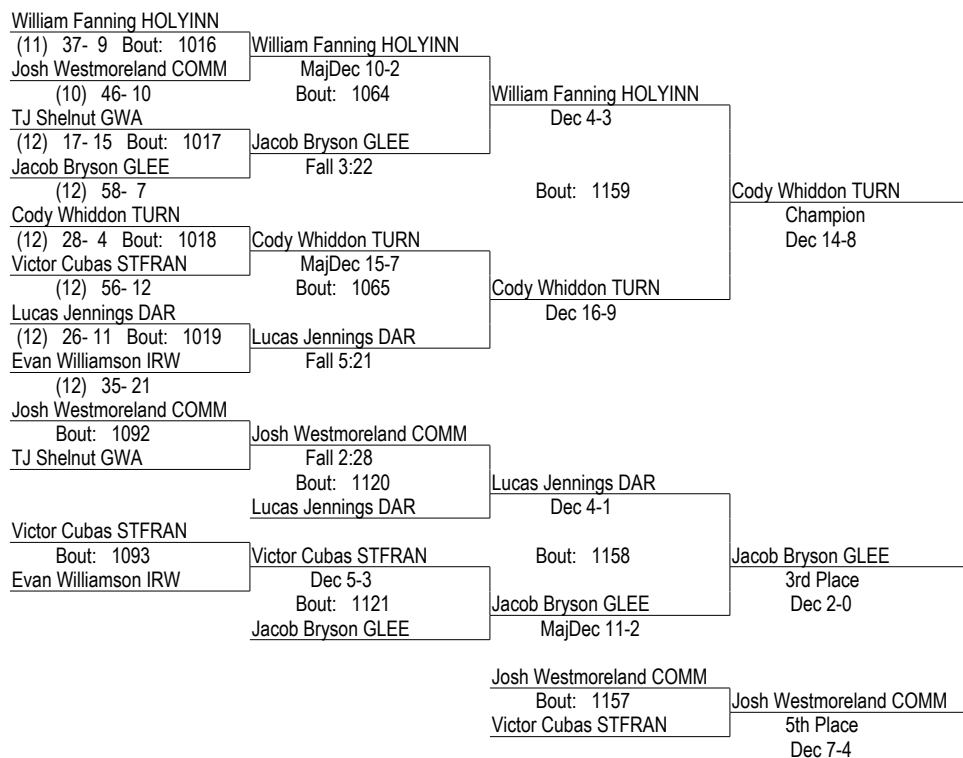 William Fanning HOLYINN
(11) 37- 9 Bout: 1016
Josh Westmoreland COMM
(10) 46- 10
TJ Shelnut GWA
(12) 17- 15 Bout: 1017
Jacob Bryson GLEE
(12) 58- 7
Cody Whiddon TURN
(12) 28- 4 Bout: 1018
Victor Cubas STFRAN
(12) 56- 12
Lucas Jennings DAR
(12) 26- 11 Bout: 1019
Evan Williamson IRW
(12) 35- 21
William Fanning HOLYINN
MajDec 10-2
Bout: 1064
Jacob Bryson GLEE
Fall 3:22
Cody Whiddon TURN
MajDec 15-7
Bout: 1065
Lucas Jennings DAR
Fall 5:21
William Fanning HOLYINN
Dec 4-3
Bout: 1159
Cody Whiddon TURN
Dec 16-9
Cody Whiddon TURN
Champion
Dec 14-8
Josh Westmoreland COMM
Bout: 1092
TJ Shelnut GWA
Victor Cubas STFRAN
Bout: 1093
Evan Williamson IRW
Josh Westmoreland COMM
Fall 2:28
Bout: 1120
Lucas Jennings DAR
Victor Cubas STFRAN
Dec 5-3
Bout: 1121
Jacob Bryson GLEE
Lucas Jennings DAR
Dec 4-1
Bout: 1158
Jacob Bryson GLEE
MajDec 11-2
Jacob Bryson GLEE
3rd Place
Dec 2-0
Josh Westmoreland COMM
Bout: 1157
Victor Cubas STFRAN
Josh Westmoreland COMM
5th Place
Dec 7-4